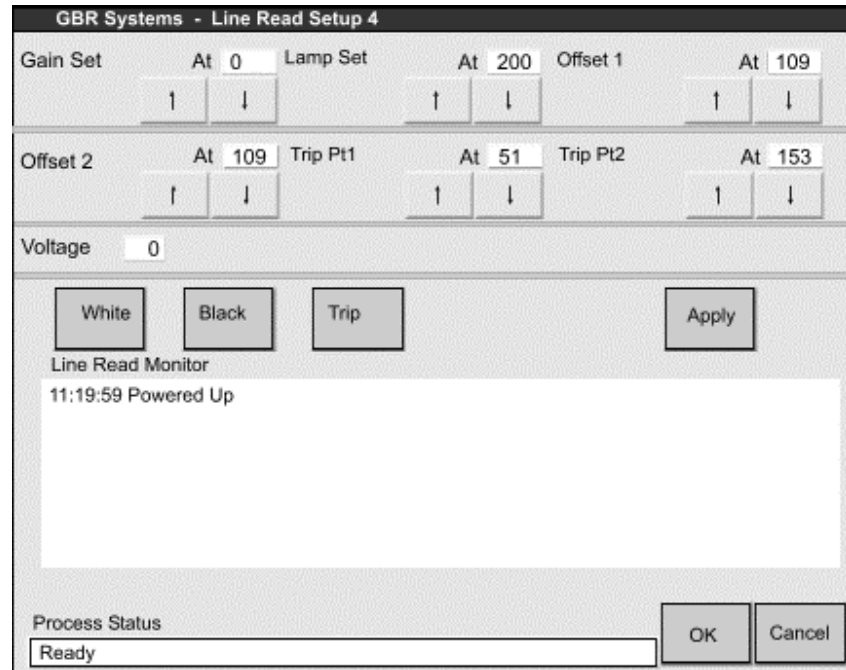 GBR Systems - Line Read Setup 4
Gain Set At 0 Lamp Set At 200 Offset 1 At 109
↑ ↓ ↑ ↓ ↑ ↓
Offset 2 At 109 Trip Pt1 At 51 Trip Pt2 At 153
↑ ↓ ↑ ↓ ↑ ↓
Voltage 0
White Black Trip Apply
Line Read Monitor
11:19:59 Powered Up
Process Status
Ready
OK Cancel